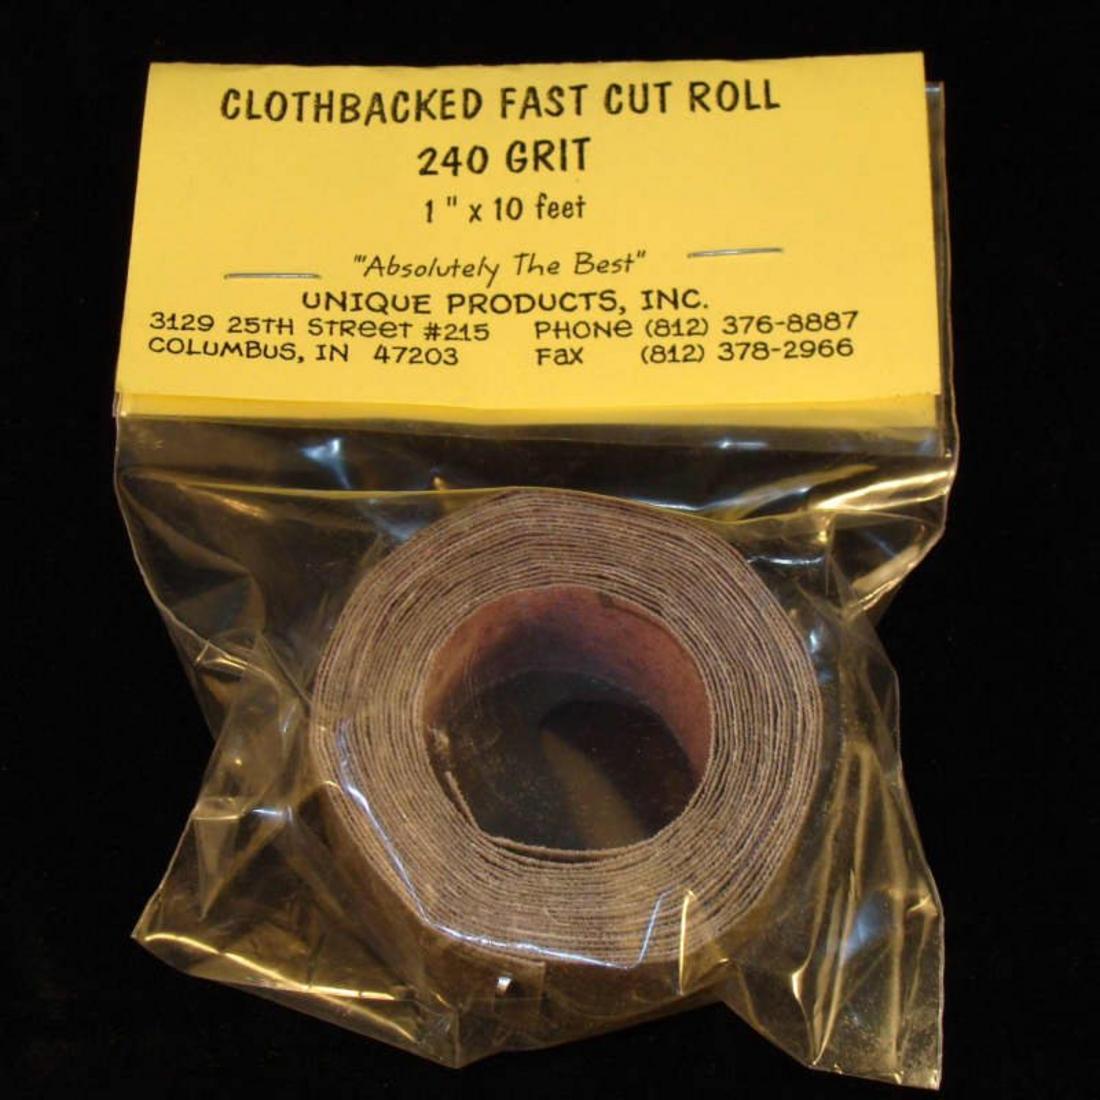 CLOTHBACKED FAST CUT ROLL
240 GRIT
1 " x 10 feet
"'Absolutely The Best"
UNIQUE PRODUCTS, INC.
3129 25TH STReeT #215 PHONe (812) 376-8887
COLUMBUS, IN 47203 Fax (812) 378-2966